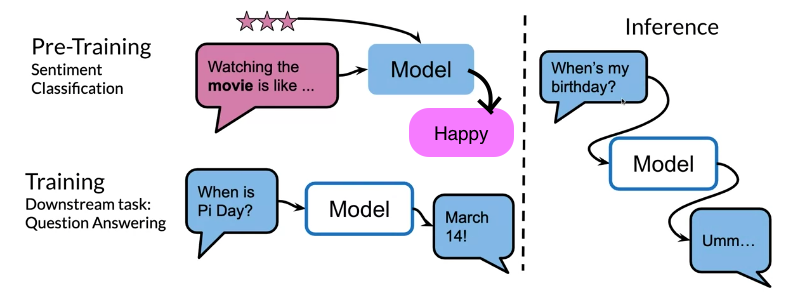 Pre-Training
Sentiment
Classification
Watching the
movie is like ...
Model
Happy
Training
Downstream task:
Question Answering
When is
Pi Day?
Model
March
14!
Inference
When's my
birthday?
Model
Umm...